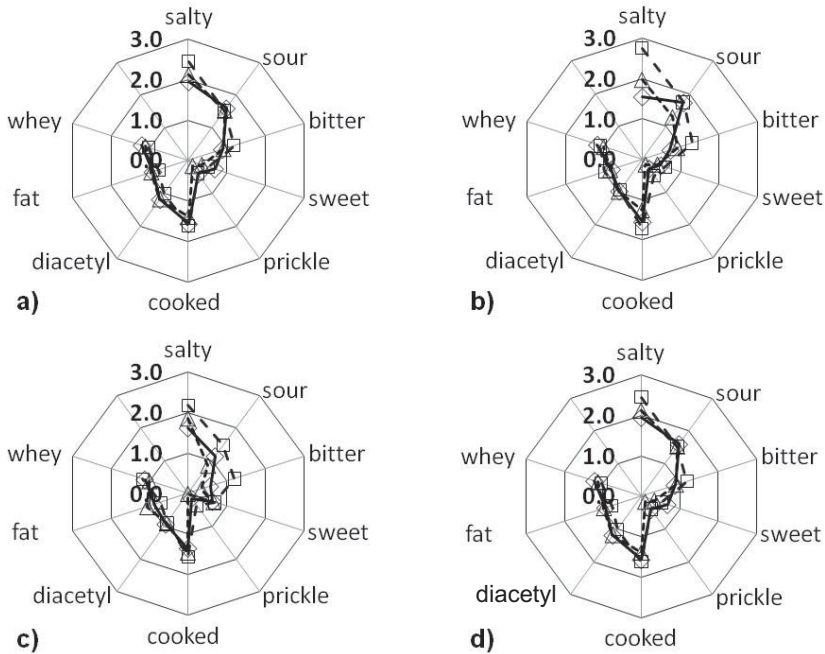 salty
3.0
sour
2.0
whey
bitter
1.0
0.0
fat
sweet
diacetyl
prickle
a)
cooked
salty
3.0
sour
2.0
whey
bitter
1.0
0.0
fat
sweet
diacetyl
prickle
b)
cooked
salty
3.0
sour
2.0
whey
bitter
1.0
0.0
fat
sweet
diacetyl
prickle
c)
cooked
salty
3.0
sour
2.0
whey
bitter
1.0
0.0
fat
sweet
diacetyl
prickle
d)
cooked